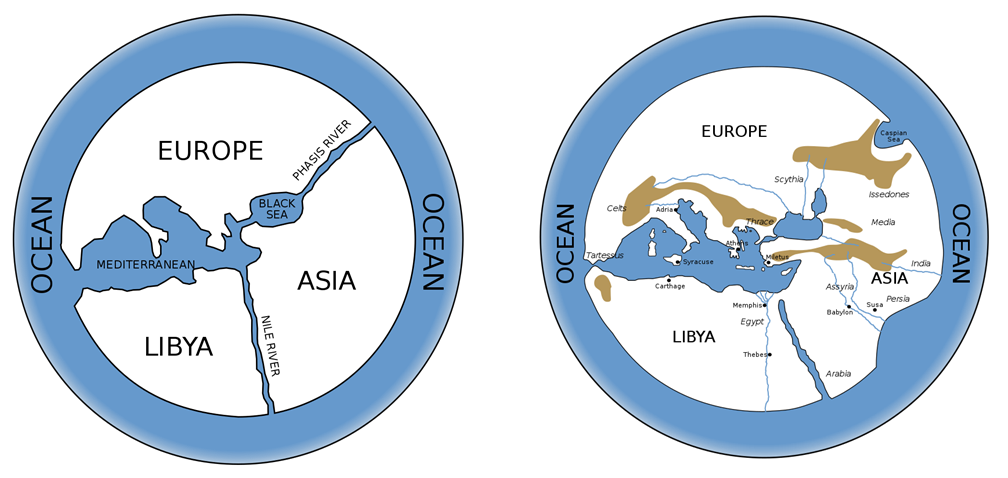 EUROPE
PHASIS RIVER
BLACK
SEA
OCEAN
OCEAN
MEDITERRANEAN
ASIA
LIBYA
NILE RIVER
EUROPE
Caspian
Sea
Scythia
Issedones
Celts
Adria
Thrace
Media
OCEAN
OCEAN
Athens
Tartessus
Syracuse
Miletus
India
ASIA
Carthage
Assyria
Persia
Memphis
Susa
Babylon
Egypt
LIBYA
Thebes
Arabia